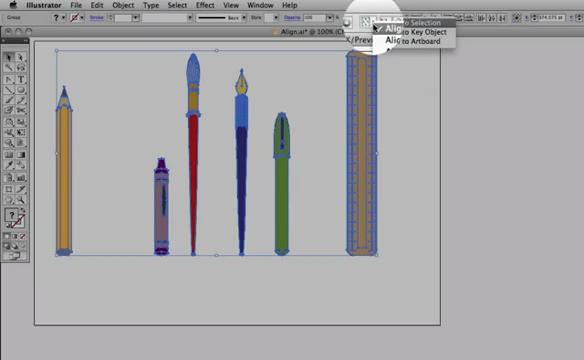 Illustrator File Edit Object Type Select Effect View Window Help
Group
Stroke:
Basic
Opacity: 100
Align to Selection
Align to Key Object
Align to Artboard
Align.ai* @ 100%